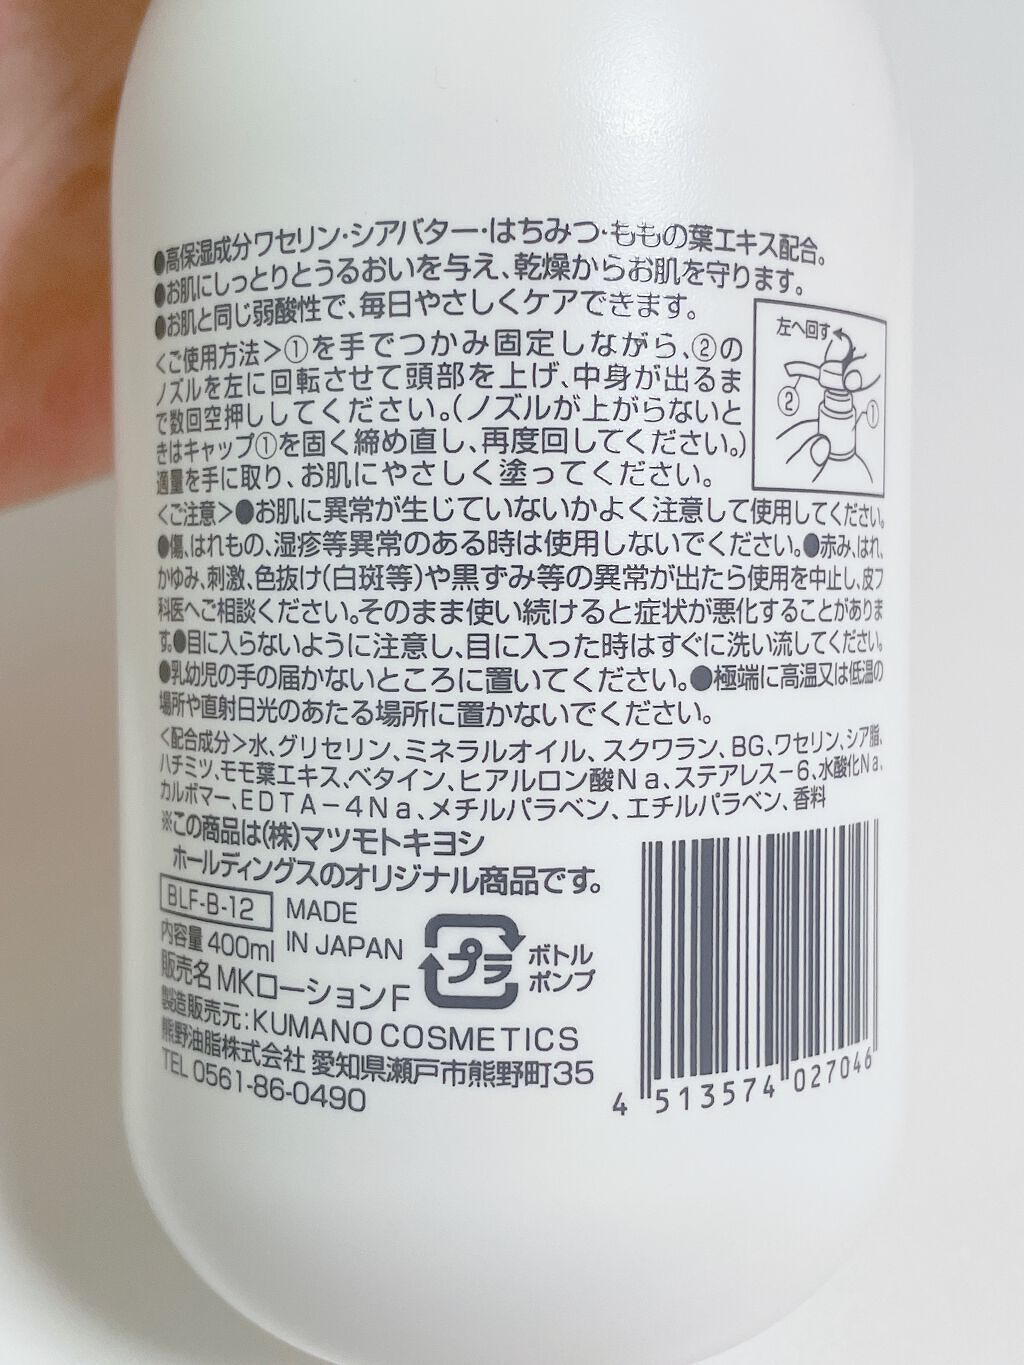 ●高保湿成分ワセリン・シアバター・はちみつ・ももの葉エキス配合。
●お肌にしっとりとうるおいを与え、乾燥からお肌を守ります。
●お肌と同じ弱酸性で、毎日やさしくケアできます。
<ご使用方法>①を手でつかみ固定しながら、②の
ノズルを左に回転させて頭部を上げ、中身が出るま
で数回空押ししてください。(ノズルが上がらないと
きはキャップ①を固く締め直し、再度回してください。)
適量を手に取り、お肌にやさしく塗ってください。
左へ回す
②
①
<ご注意>●お肌に異常が生じていないかよく注意して使用してください。
●傷、はれもの、湿疹等異常のある時は使用しないでください。●赤み、はれ、
かゆみ、刺激、色抜け(白斑等)や黒ずみ等の異常が出たら使用を中止し、皮フ
科医へご相談ください。そのまま使い続けると症状が悪化することがありま
す。●目に入らないように注意し、目に入った時はすぐに洗い流してください。
●乳幼児の手の届かないところに置いてください。●極端に高温又は低温の
場所や直射日光のあたる場所に置かないでください。
<配合成分>水、グリセリン、ミネラルオイル、スクワラン、BG、ワセリン、シア脂、
ハチミツ、モモ葉エキス、ベタイン、ヒアルロン酸Na、ステアレス-6、水酸化Na、
カルボマー、EDTA-4Na、メチルパラベン、エチルパラベン、香料
※この商品は(株)マツモトキヨシ
ホールディングスのオリジナル商品です。
BLF-B-12
MADE
IN JAPAN
内容量 400ml
プラ
ボトル
ポンプ
販売名 MKローションF
製造販売元:KUMANO COSMETICS
熊野油脂株式会社 愛知県瀬戸市熊野町35
TEL 0561-86-0490
4 513574 027046